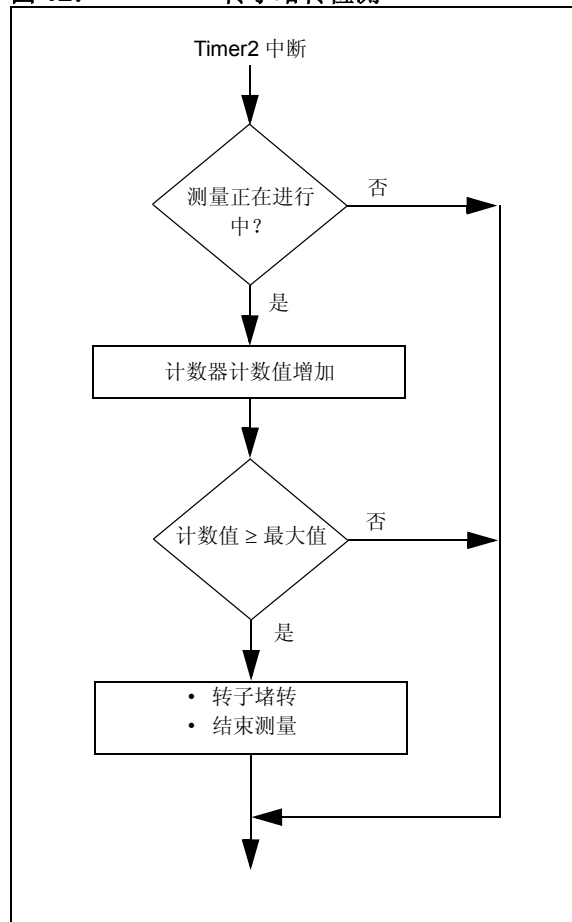 Timer2 中断
测量正在进行
中？
否
是
计数器计数值增加
计数值 ≥ 最大值
否
是
• 转子堵转
• 结束测量